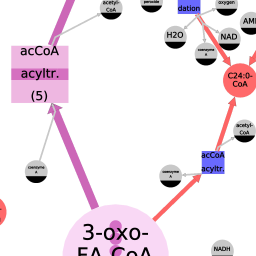 acetyl-
CoA
peroxide
dation
oxygen
AM
H2O
NAD
coenzyme
A
acCoA
acyltr.
(5)
C24:0-
CoA
acetyl-
CoA
acCoA
acyltr.
coenzyme
A
coenzyme
A
3-oxo-
FA CoA
NADH